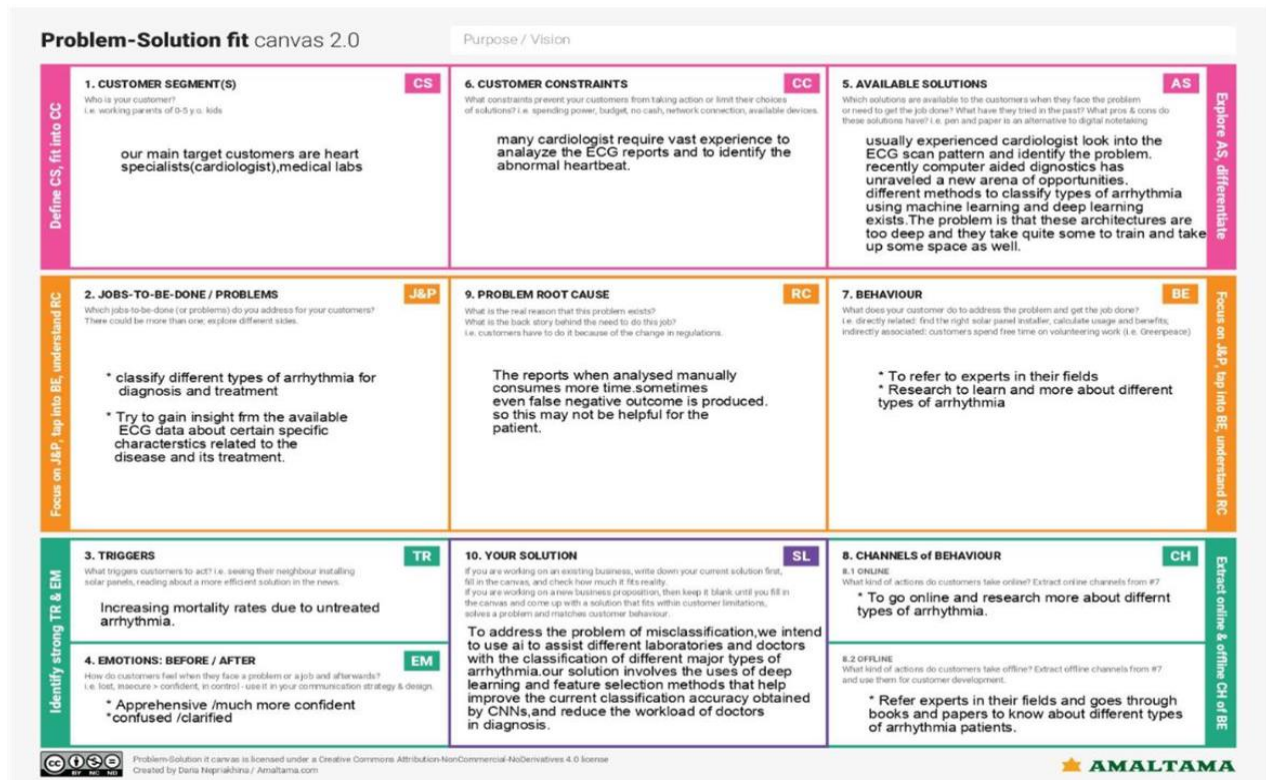 Problem-Solution fit canvas 2.0
Purpose / Vision
Define CS, fit into CC
1. CUSTOMER SEGMENT(S)
CS
Who is your customer?
i.e. working parents of 0-5 y.o. kids
our main target customers are heart
specialists(cardiologist),medical labs
6. CUSTOMER CONSTRAINTS
CC
What constraints prevent your customers from taking action or limit their choices
of solutions? i.e. spending power, budget, no cash, network connection, available devices.
many cardiologist require vast experience to
analayze the ECG reports and to identify the
abnormal heartbeat.
5. AVAILABLE SOLUTIONS
AS
Which solutions are available to the customers when they face the problem
or need to get the job done? What have they tried in the past? What pros & cons do
these solutions have? i.e. pen and paper is an alternative to digital notetaking
usually experienced cardiologist look into the
ECG scan pattern and identify the problem.
recently computer aided dignostics has
unraveled a new arena of opportunities.
different methods to classify types of arrhythmia
using machine learning and deep learning
exists.The problem is that these architectures are
too deep and they take quite some to train and take
up some space as well.
Explore AS, differentiate
Focus on J&P, tap into BE, understand RC
2. JOBS-TO-BE-DONE / PROBLEMS
J&P
Which jobs-to-be-done (or problems) do you address for your customers?
There could be more than one; explore different sides.
* classify different types of arrhythmia for
diagnosis and treatment
* Try to gain insight frm the available
ECG data about certain specific
characterstics related to the
disease and its treatment.
9. PROBLEM ROOT CAUSE
RC
What is the real reason that this problem exists?
What is the back story behind the need to do this job?
i.e. customers have to do it because of the change in regulations.
The reports when analysed manually
consumes more time.sometimes
even false negative outcome is produced.
so this may not be helpful for the
patient.
7. BEHAVIOUR
BE
What does your customer do to address the problem and get the job done?
i.e. directly related: find the right solar panel installer, calculate usage and benefits;
indirectly associated: customers spend free time on volunteering work (i.e. Greenpeace)
* To refer to experts in their fields
* Research to learn and more about different
types of arrhythmia
Focus on J&P, tap into BE, understand RC
Identify strong TR & EM
3. TRIGGERS
TR
What triggers customers to act? i.e. seeing their neighbour installing
solar panels, reading about a more efficient solution in the news.
Increasing mortality rates due to untreated
arrhythmia.
4. EMOTIONS: BEFORE / AFTER
EM
How do customers feel when they face a problem or a job and afterwards?
i.e. lost, insecure > confident, in control - use it in your communication strategy & design.
* Apprehensive /much more confident
*confused /clarified
10. YOUR SOLUTION
SL
If you are working on an existing business, write down your current solution first,
fill in the canvas, and check how much it fits reality.
If you are working on a new business proposition, then keep it blank until you fill in
the canvas and come up with a solution that fits within customer limitations,
solves a problem and matches customer behaviour.
To address the problem of misclassification,we intend
to use ai to assist different laboratories and doctors
with the classification of different major types of
arrhythmia.our solution involves the uses of deep
learning and feature selection methods that help
improve the current classification accuracy obtained
by CNNs,and reduce the workload of doctors
in diagnosis.
8. CHANNELS of BEHAVIOUR
CH
8.1 ONLINE
What kind of actions do customers take online? Extract online channels from #7
* To go online and research more about differnt
types of arrhythmia.
8.2 OFFLINE
What kind of actions do customers take offline? Extract offline channels from #7
and use them for customer development.
* Refer experts in their fields and goes through
books and papers to know about different types
of arrhythmia patients.
Extract online & offline CH of BE
CC BY NC ND
Problem-Solution fit canvas is licensed under a Creative Commons Attribution-NonCommercial-NoDerivatives 4.0 license
Created by Daria Nepriakhina / Amaltama.com
AMALTAMA